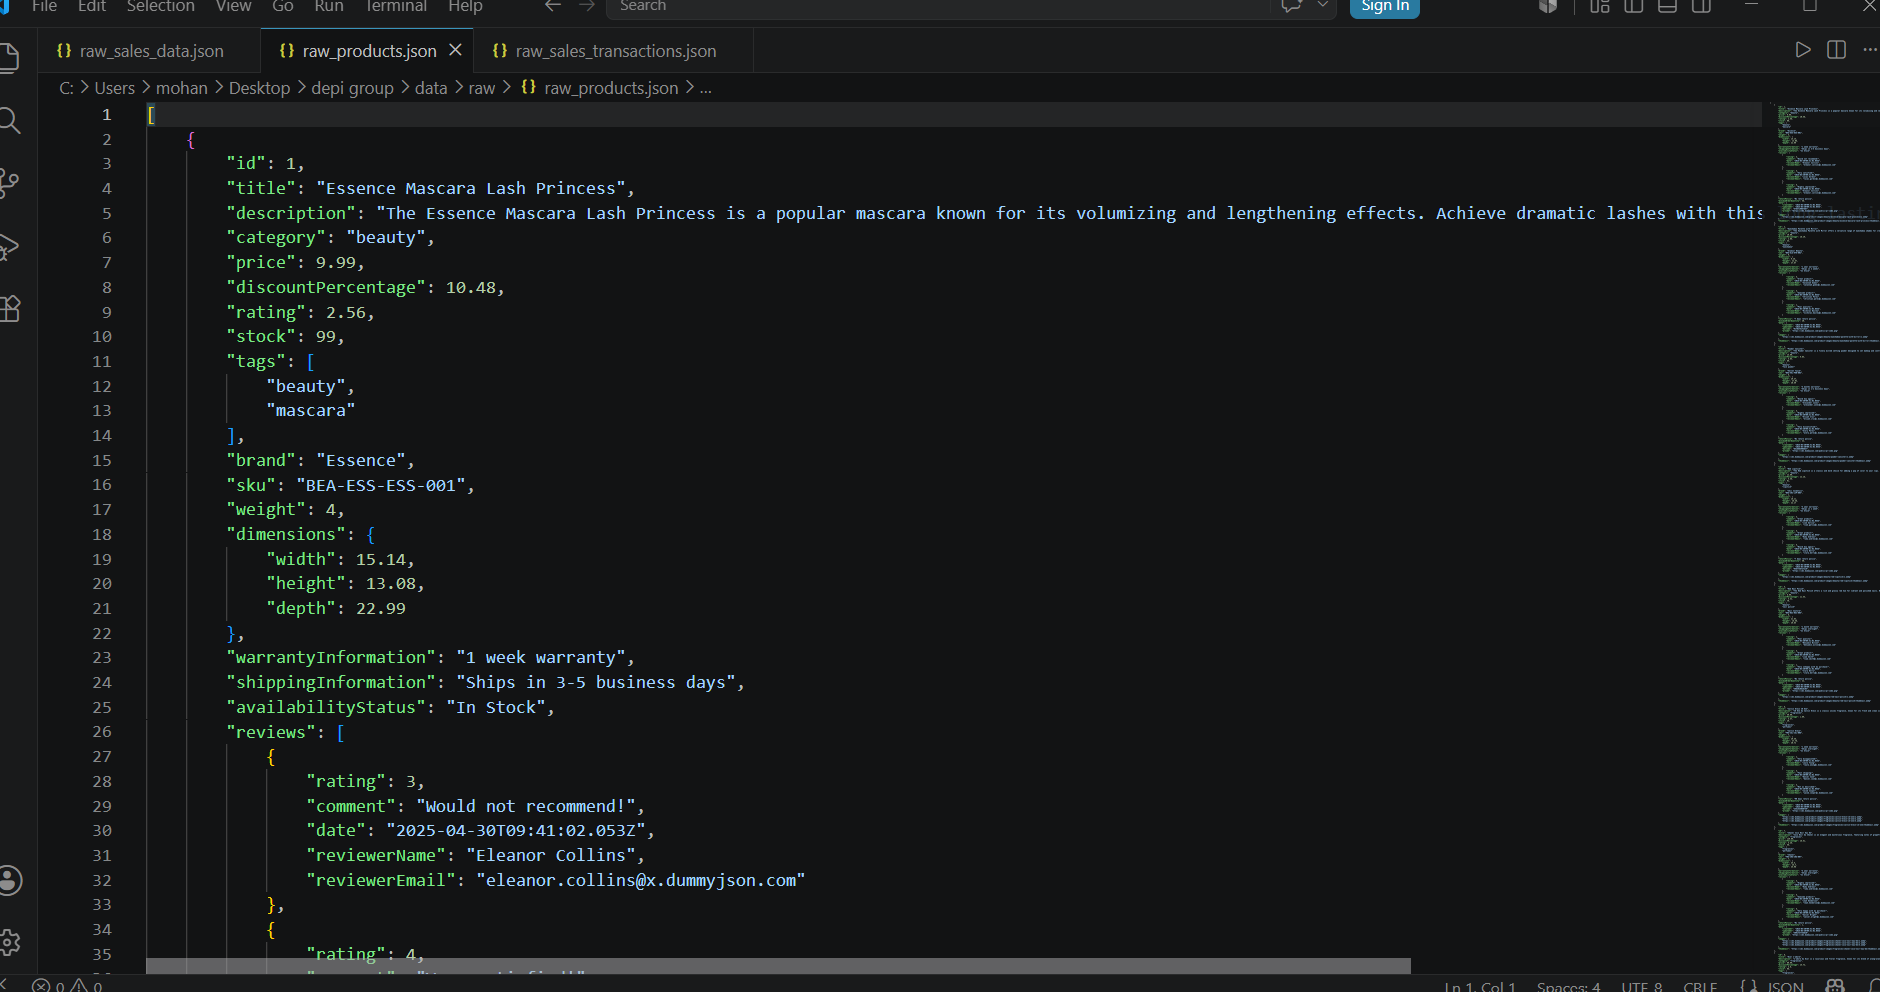 File Edit Selection View Go Run Terminal Help Search Sign In
raw_sales_data.json raw_products.json raw_sales_transactions.json
C: > Users > mohan > Desktop > depi group > data > raw > {} raw_products.json > ...
1 [
2 {
3 "id": 1,
4 "title": "Essence Mascara Lash Princess",
5 "description": "The Essence Mascara Lash Princess is a popular mascara known for its volumizing and lengthening effects. Achieve dramatic lashes with this
6 "category": "beauty",
7 "price": 9.99,
8 "discountPercentage": 10.48,
9 "rating": 2.56,
10 "stock": 99,
11 "tags": [
12 "beauty",
13 "mascara"
14 ],
15 "brand": "Essence",
16 "sku": "BEA-ESS-ESS-001",
17 "weight": 4,
18 "dimensions": {
19 "width": 15.14,
20 "height": 13.08,
21 "depth": 22.99
22 },
23 "warrantyInformation": "1 week warranty",
24 "shippingInformation": "Ships in 3-5 business days",
25 "availabilityStatus": "In Stock",
26 "reviews": [
27 {
28 "rating": 3,
29 "comment": "Would not recommend!",
30 "date": "2025-04-30T09:41:02.053Z",
31 "reviewerName": "Eleanor Collins",
32 "reviewerEmail": "eleanor.collins@x.dummyjson.com"
33 },
34 {
35 "rating": 4,
0 0 Ln 1, Col 1 Spaces: 4 UTF-8 CRLF {} JSON